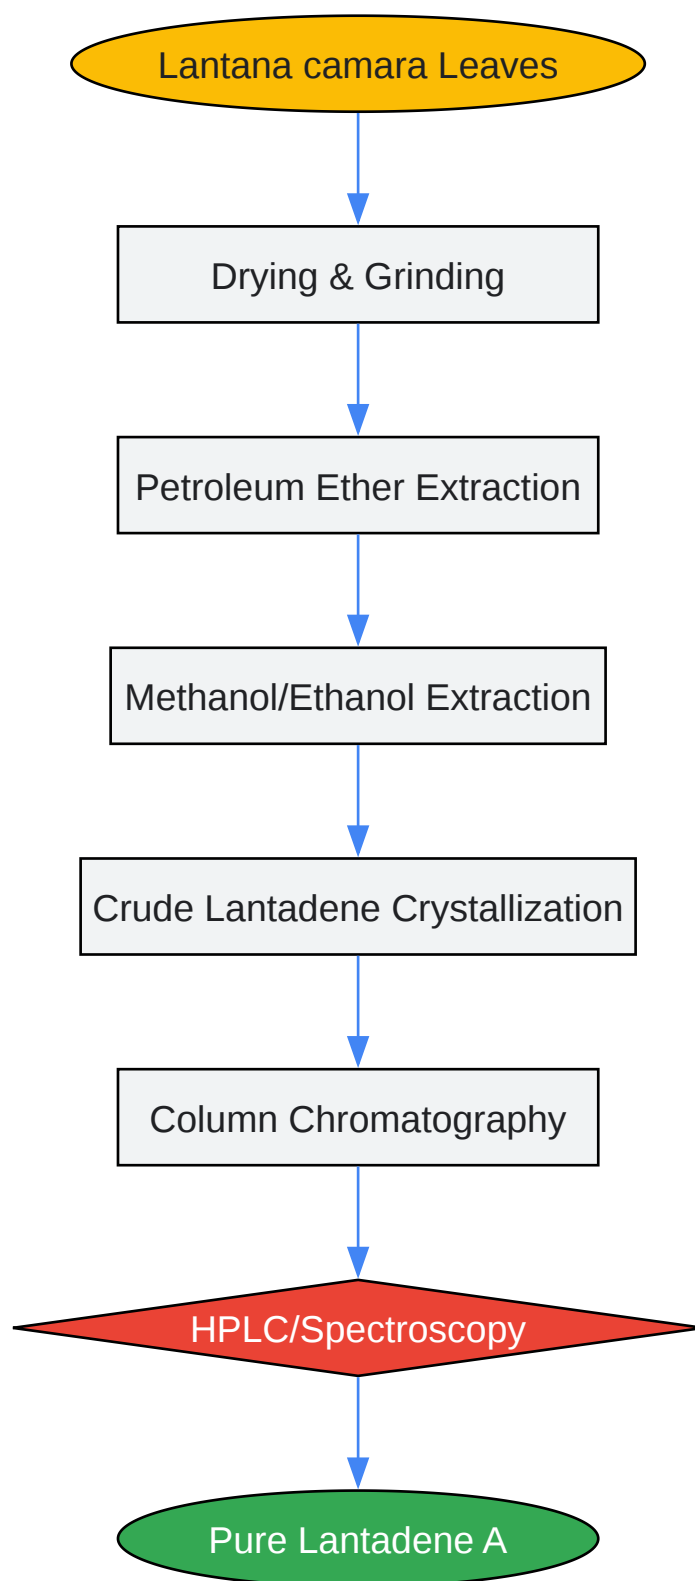 Lantana camara Leaves
Drying & Grinding
Petroleum Ether Extraction
Methanol/Ethanol Extraction
Crude Lantadene Crystallization
Column Chromatography
HPLC/Spectroscopy
Pure Lantadene A